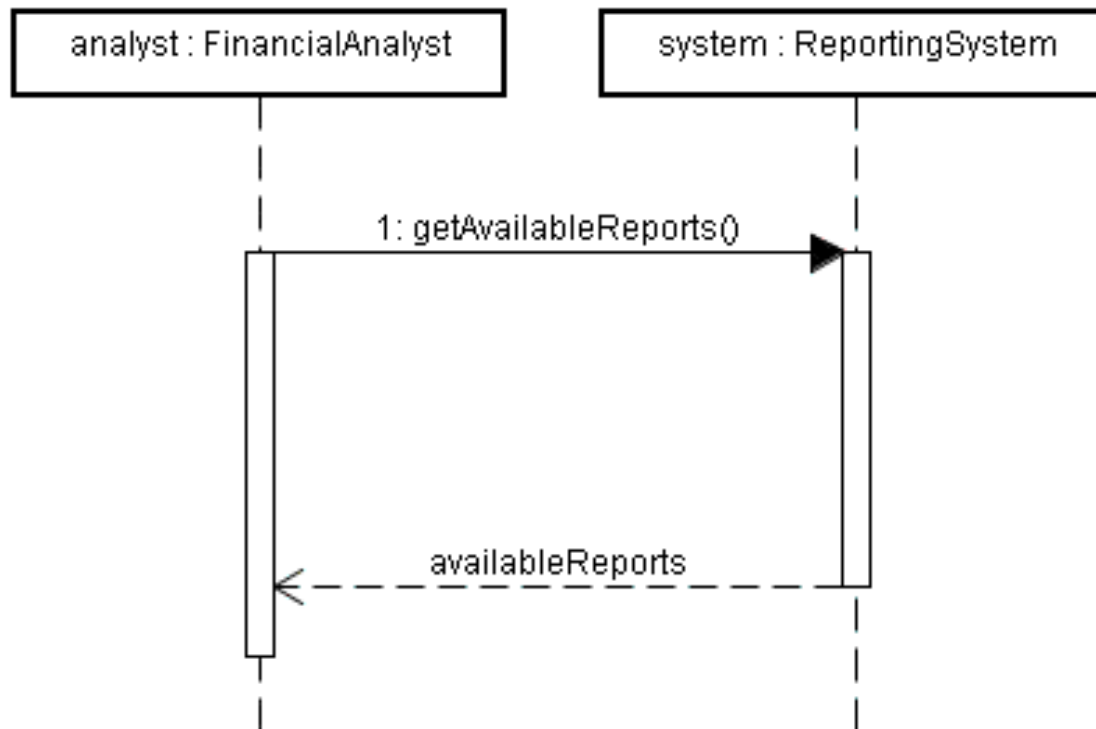 analyst : FinancialAnalyst
system : ReportingSystem
1: getAvailableReports()
availableReports